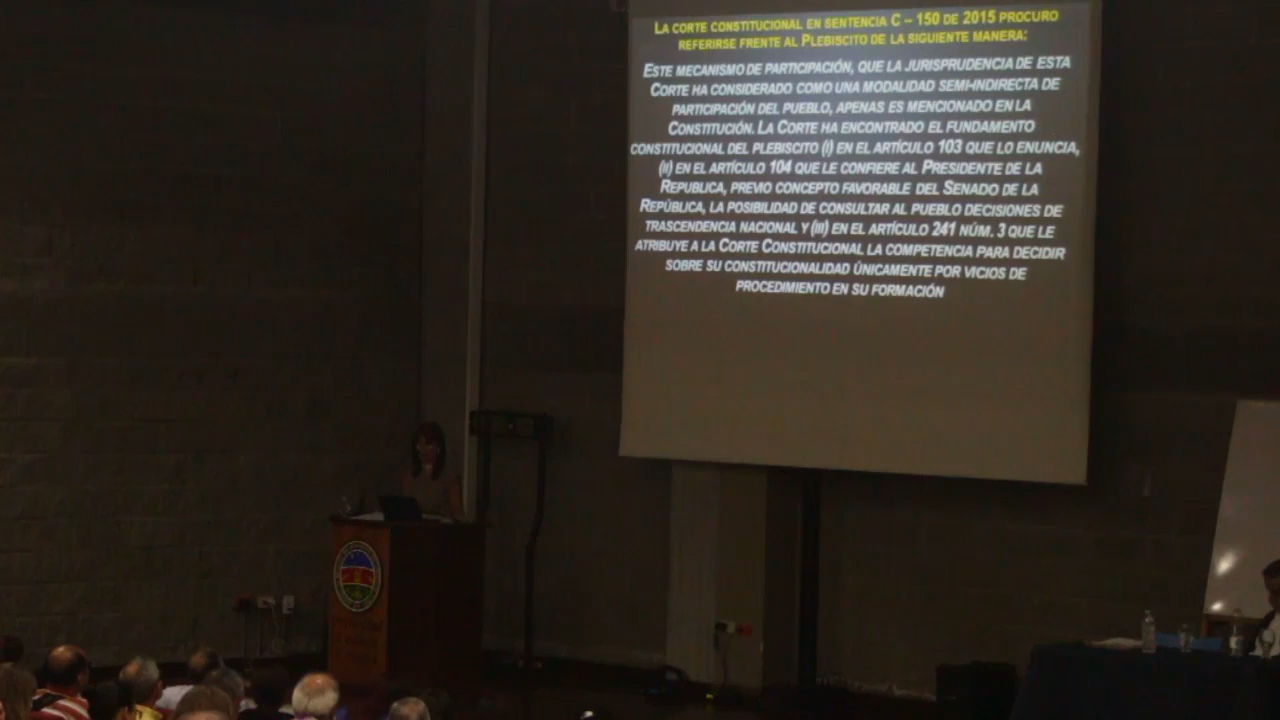 LA CORTE CONSTITUCIONAL EN SENTENCIA C – 150 DE 2015 PROCURO
REFERIRSE FRENTE AL PLEBISCITO DE LA SIGUIENTE MANERA:
ESTE MECANISMO DE PARTICIPACIÓN, QUE LA JURISPRUDENCIA DE ESTA
CORTE HA CONSIDERADO COMO UNA MODALIDAD SEMI-INDIRECTA DE
PARTICIPACIÓN DEL PUEBLO, APENAS ES MENCIONADO EN LA
CONSTITUCIÓN. LA CORTE HA ENCONTRADO EL FUNDAMENTO
CONSTITUCIONAL DEL PLEBISCITO (I) EN EL ARTÍCULO 103 QUE LO ENUNCIA,
(II) EN EL ARTÍCULO 104 QUE LE CONFIERE AL PRESIDENTE DE LA
REPUBLICA, PREVIO CONCEPTO FAVORABLE DEL SENADO DE LA
REPÚBLICA, LA POSIBILIDAD DE CONSULTAR AL PUEBLO DECISIONES DE
TRASCENDENCIA NACIONAL Y (III) EN EL ARTÍCULO 241 NÚM. 3 QUE LE
ATRIBUYE A LA CORTE CONSTITUCIONAL LA COMPETENCIA PARA DECIDIR
SOBRE SU CONSTITUCIONALIDAD ÚNICAMENTE POR VICIOS DE
PROCEDIMIENTO EN SU FORMACIÓN